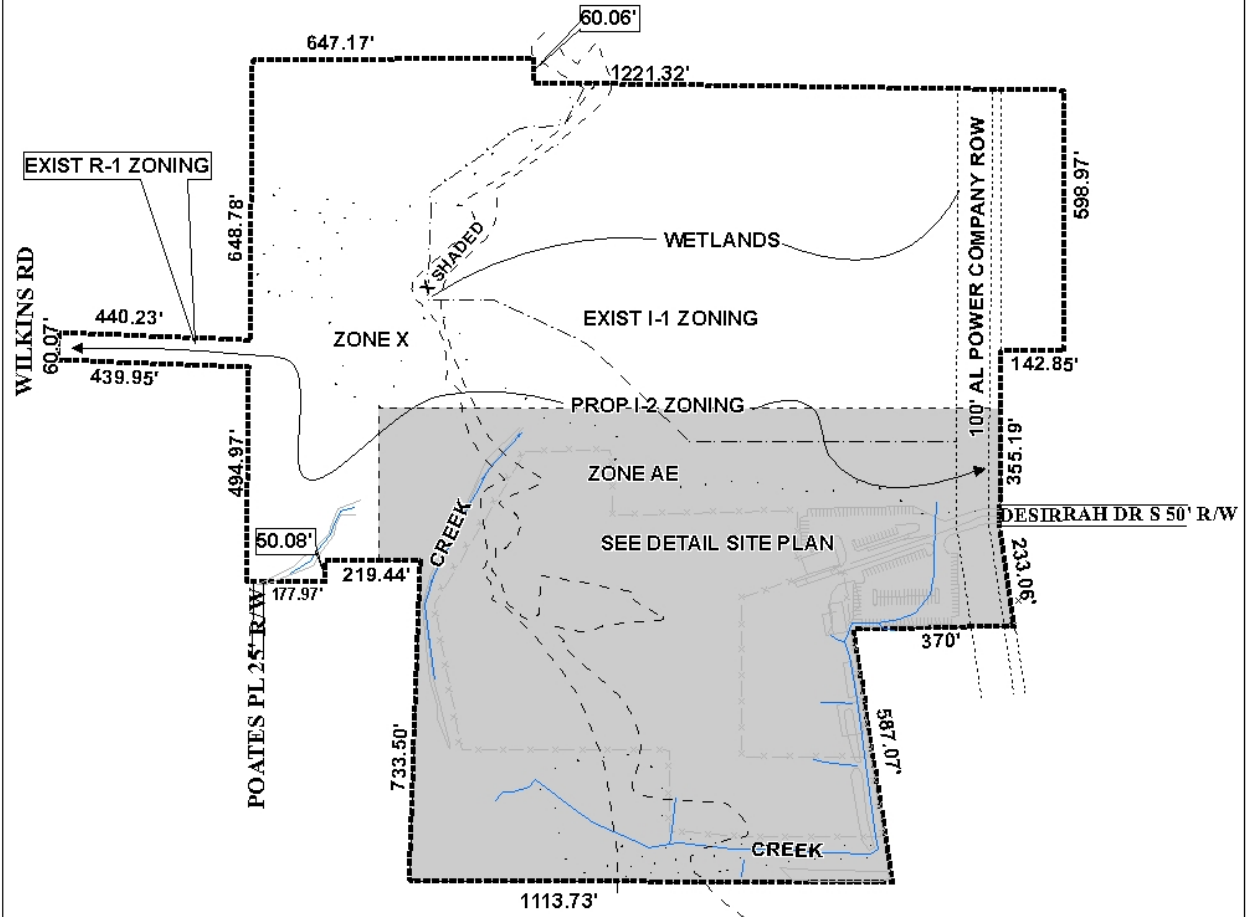 60.06'
647.17'
1221.32'
EXIST R-1 ZONING
648.78'
100' AL POWER COMPANY ROW
598.97'
X SHADED
WETLANDS
WILKINS RD
60.07'
440.23'
439.95'
ZONE X
EXIST I-1 ZONING
142.85'
PROP I-2 ZONING
494.97'
355.19'
ZONE AE
CREEK
DESIRRAH DR S 50' R/W
SEE DETAIL SITE PLAN
50.08'
219.44'
177.97'
233.06'
370'
POATES PL 25' R/W
733.50'
587.07'
CREEK
1113.73'